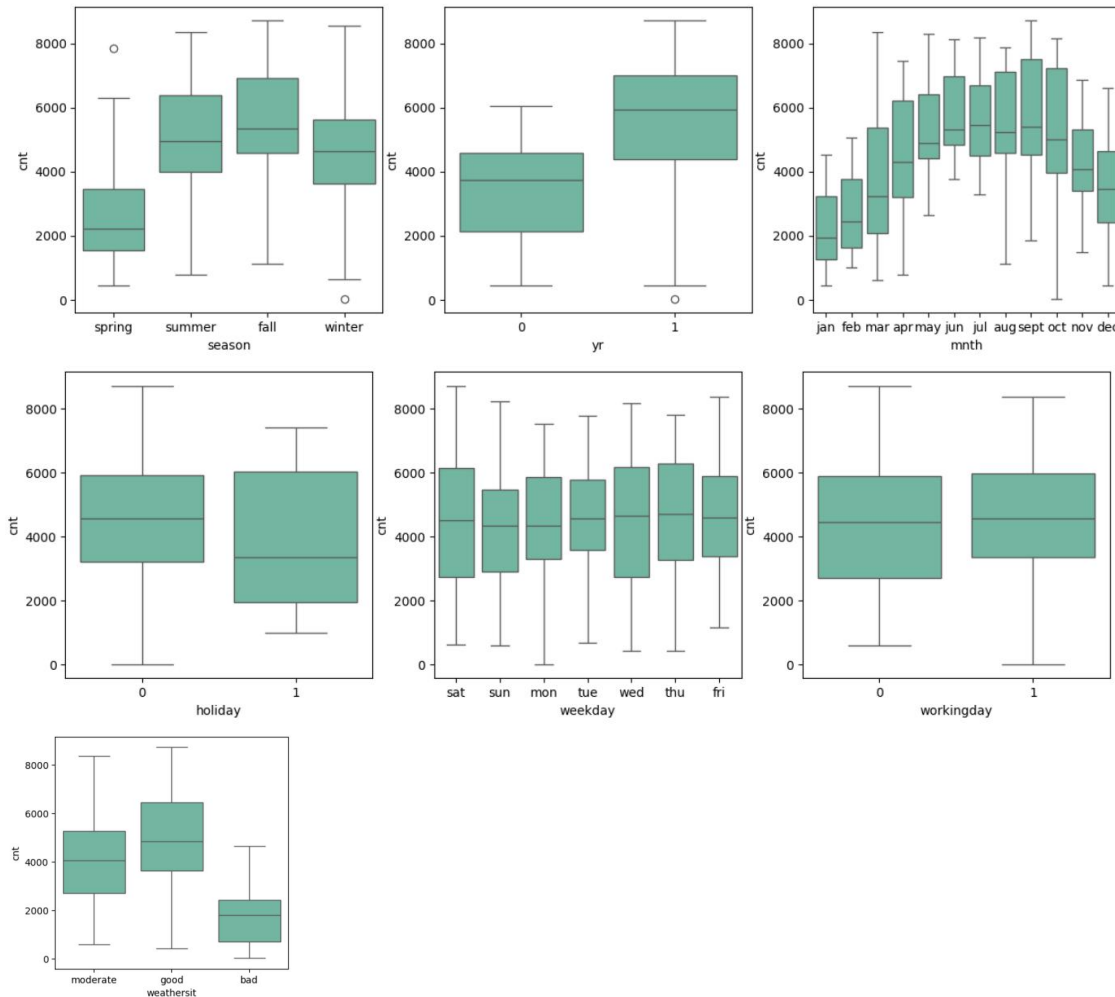 8000
6000
4000
2000
0
cnt
spring summer fall winter
season
8000
6000
4000
2000
0
cnt
0 1
yr
8000
6000
4000
2000
0
cnt
jan feb mar apr may jun jul aug sept oct nov dec
mnth
8000
6000
4000
2000
0
cnt
0 1
holiday
8000
6000
4000
2000
0
cnt
sat sun mon tue wed thu fri
weekday
8000
6000
4000
2000
0
cnt
0 1
workingday
8000
6000
4000
2000
0
cnt
moderate good bad
weathersit